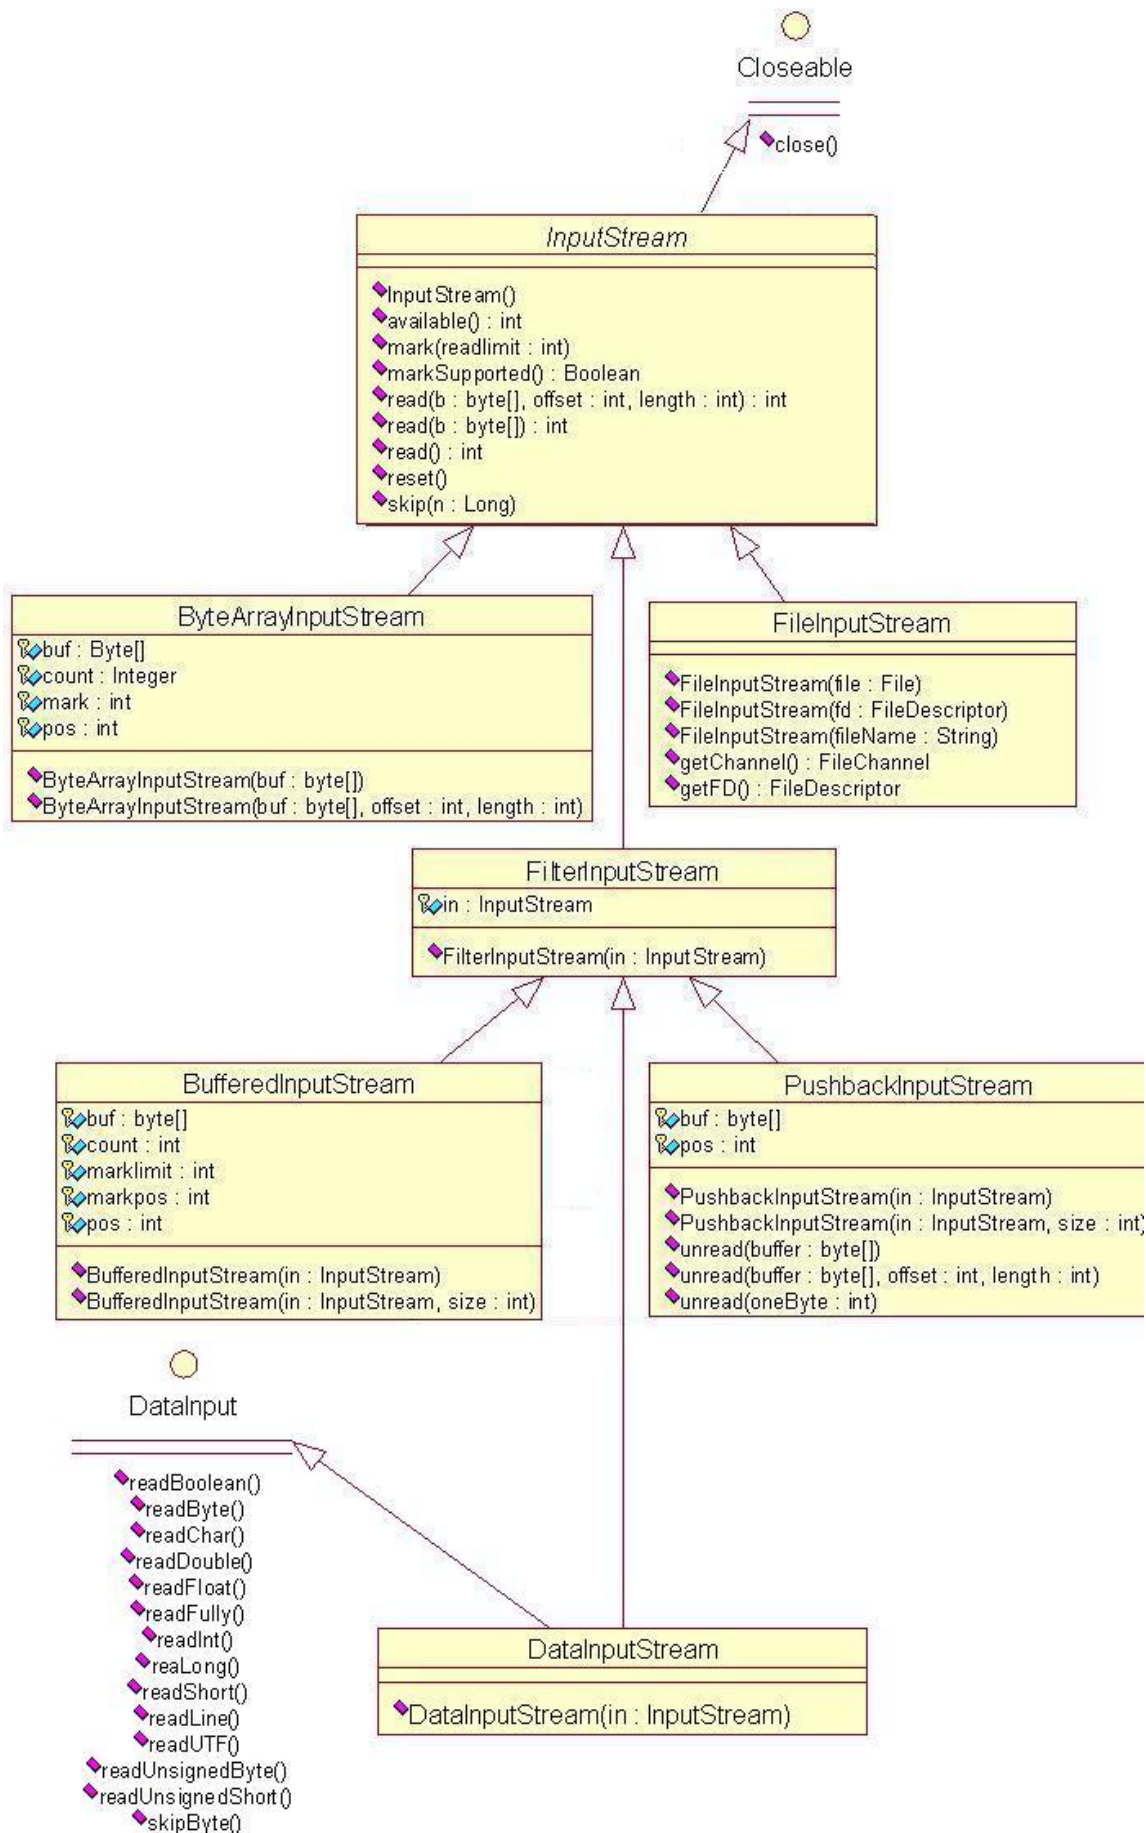 Closeable
close()
InputStream
InputStream()
available() : int
mark(readlimit : int)
markSupported() : Boolean
read(b : byte[], offset : int, length : int) : int
read(b : byte[]) : int
read() : int
reset()
skip(n : Long)
ByteArrayInputStream
buf : Byte[]
count : Integer
mark : int
pos : int
ByteArrayInputStream(buf : byte[])
ByteArrayInputStream(buf : byte[], offset : int, length : int)
FileInputStream
FileInputStream(file : File)
FileInputStream(fd : FileDescriptor)
FileInputStream(fileName : String)
getChannel() : FileChannel
getFD() : FileDescriptor
FilterInputStream
in : InputStream
FilterInputStream(in : InputStream)
BufferedInputStream
buf : byte[]
count : int
marklimit : int
markpos : int
pos : int
BufferedInputStream(in : InputStream)
BufferedInputStream(in : InputStream, size : int)
PushbackInputStream
buf : byte[]
pos : int
PushbackInputStream(in : InputStream)
PushbackInputStream(in : InputStream, size : int)
unread(buffer : byte[])
unread(buffer : byte[], offset : int, length : int)
unread(oneByte : int)
DataInput
readBoolean()
readByte()
readChar()
readDouble()
readFloat()
readFully()
readInt()
reaLong()
readShort()
readLine()
readUTF()
readUnsignedByte()
readUnsignedShort()
skipByte()
DataInputStream
DataInputStream(in : InputStream)